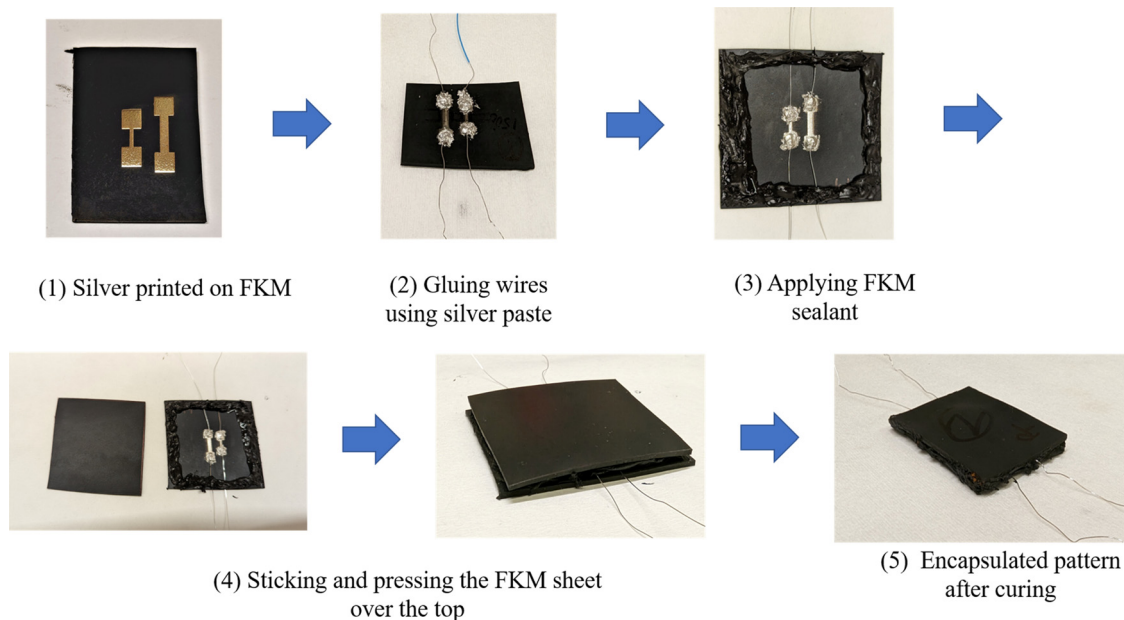 (1) Silver printed on FKM
(2) Gluing wires
using silver paste
(3) Applying FKM
sealant
(4) Sticking and pressing the FKM sheet
over the top
(5) Encapsulated pattern
after curing